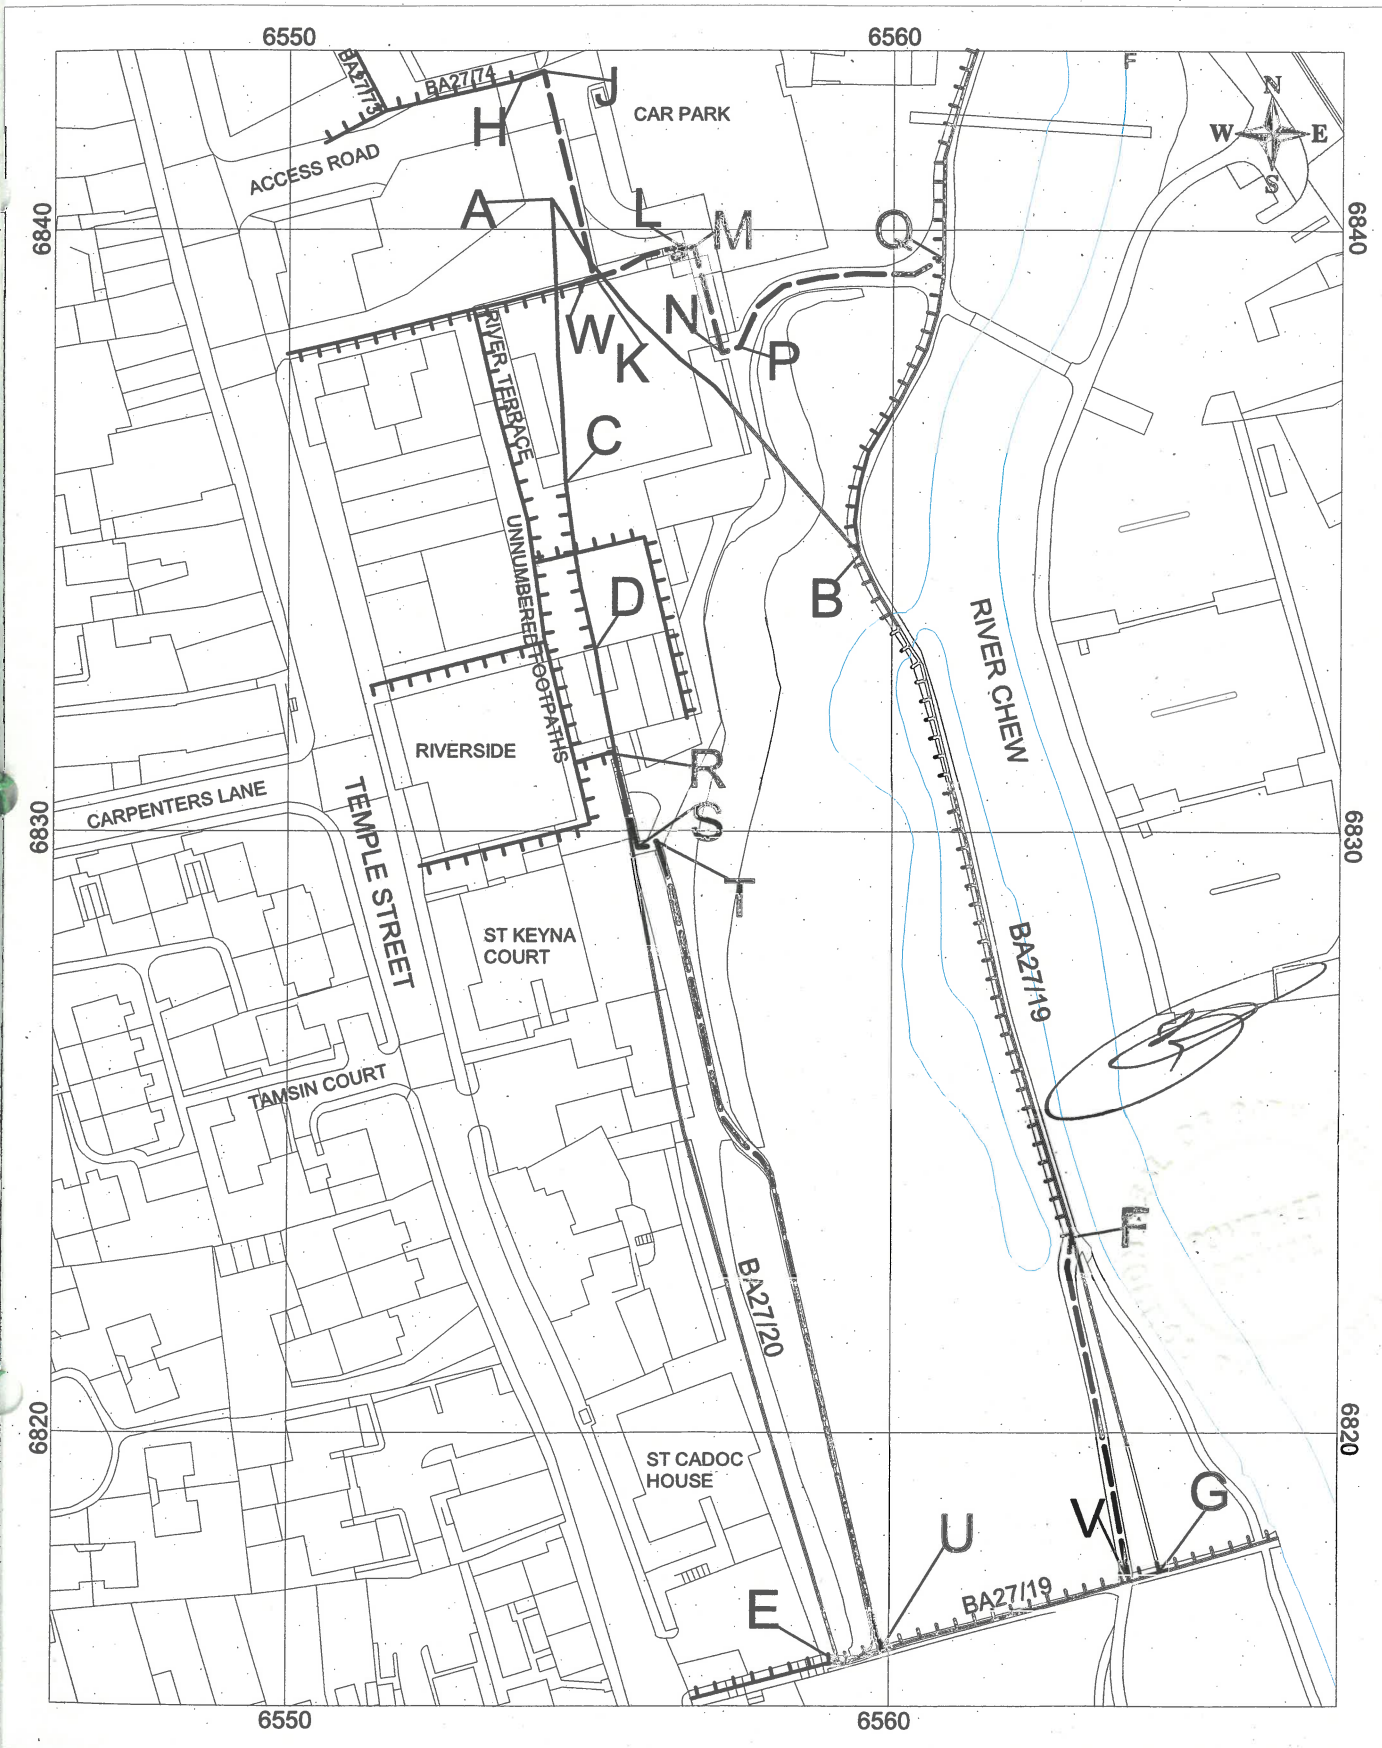 6550
6560
BA27/73
BA27/74
J
H
CAR PARK
F
N
W
E
S
ACCESS ROAD
A
L
M
Q
6840
6840
W
K
N
P
RIVER TERRACE
C
UNNUMBERED FOOTPATHS
D
B
RIVER CHEW
RIVERSIDE
R
S
CARPENTERS LANE
TEMPLE STREET
6830
6830
T
ST KEYNA
COURT
BA27/19
TAMSIN COURT
F
BA27/20
6820
6820
ST CADOC
HOUSE
V
G
U
E
BA27/19
6550
6560